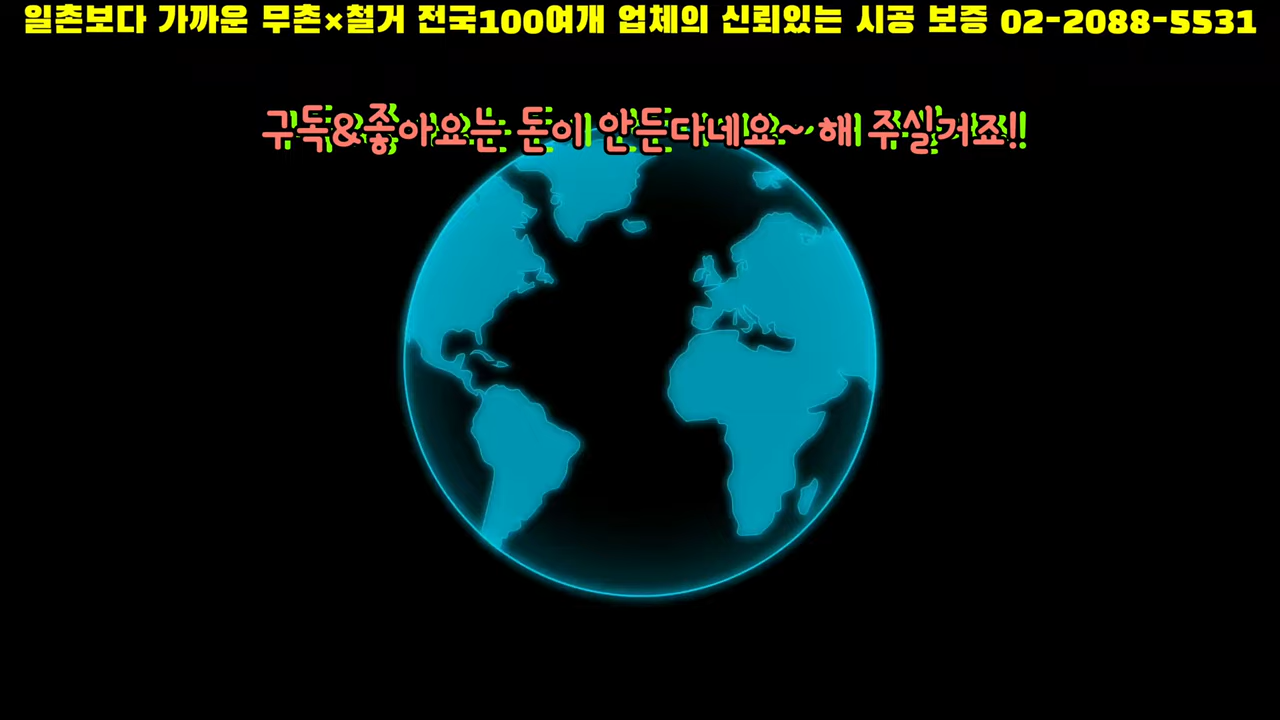 일촌보다 가까운 무촌×철거 전국100여개 업체의 신뢰있는 시공 보증 02-2088-5531
구독&좋아요는 돈이 안든다네요~ 해 주실거죠!!